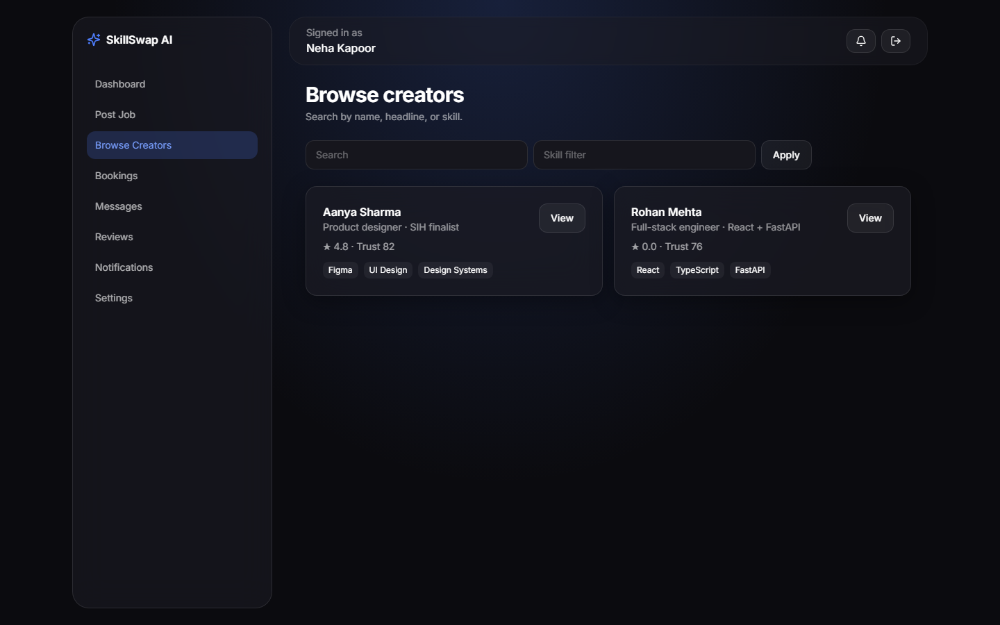 SkillSwap AI
Dashboard
Post Job
Browse Creators
Bookings
Messages
Reviews
Notifications
Settings
Signed in as
Neha Kapoor
Browse creators
Search by name, headline, or skill.
Search
Skill filter
Apply
Aanya Sharma
View
Product designer · SIH finalist
★ 4.8 · Trust 82
Figma
UI Design
Design Systems
Rohan Mehta
View
Full-stack engineer · React + FastAPI
★ 0.0 · Trust 76
React
TypeScript
FastAPI